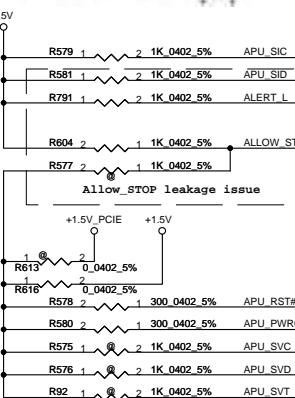 5V
R579 1 2 1K_0402_5% APU_SIC
R581 1 2 1K_0402_5% APU_SID
R791 1 2 1K_0402_5% ALERT_L
R604 2 1 1K_0402_5% ALLOW_ST
R577 2 1 1K_0402_5%
@
Allow_STOP leakage issue
+1.5V_PCIE +1.5V
1 @ 2
R613 0_0402_5%
1 2
R616 0_0402_5%
R578 2 1 300_0402_5% APU_RST#
R580 2 1 300_0402_5% APU_PWR
R575 1 @ 2 1K_0402_5% APU_SVC
R576 1 @ 2 1K_0402_5% APU_SVD
R92 1 @ 2 1K_0402_5% APU_SVT